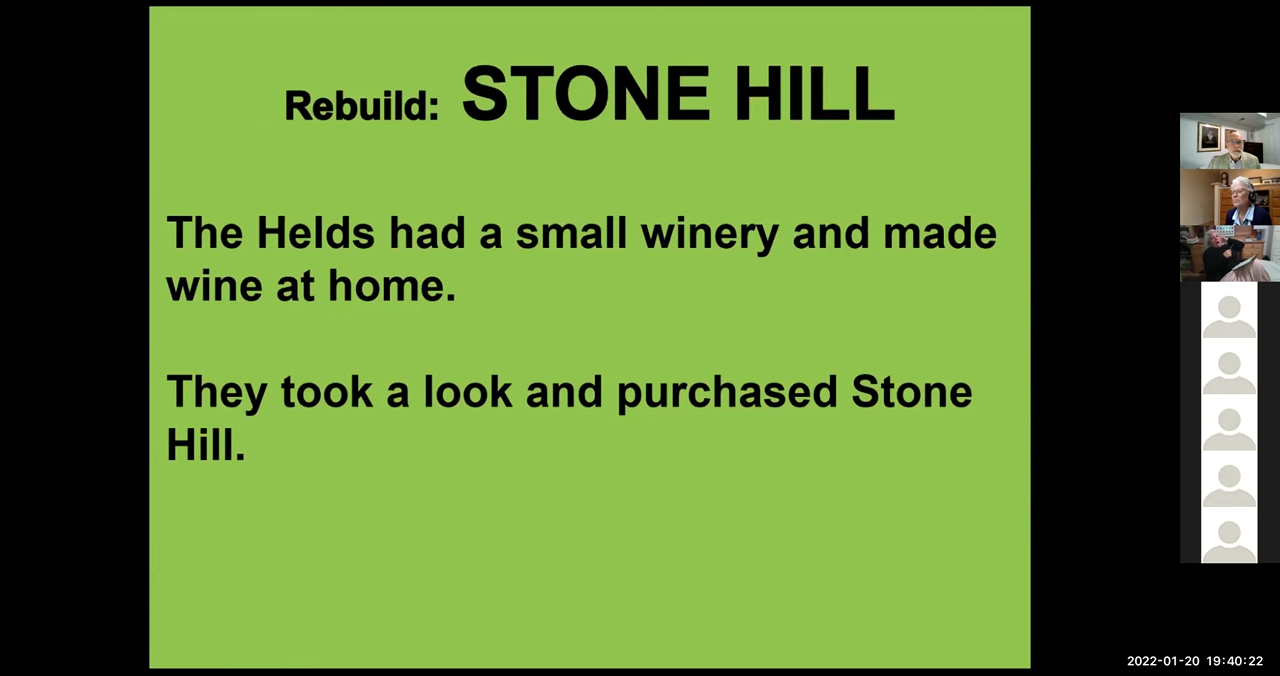 Rebuild: STONE HILL
The Helds had a small winery and made
wine at home.
They took a look and purchased Stone
Hill.
2022-01-20 19:40:22